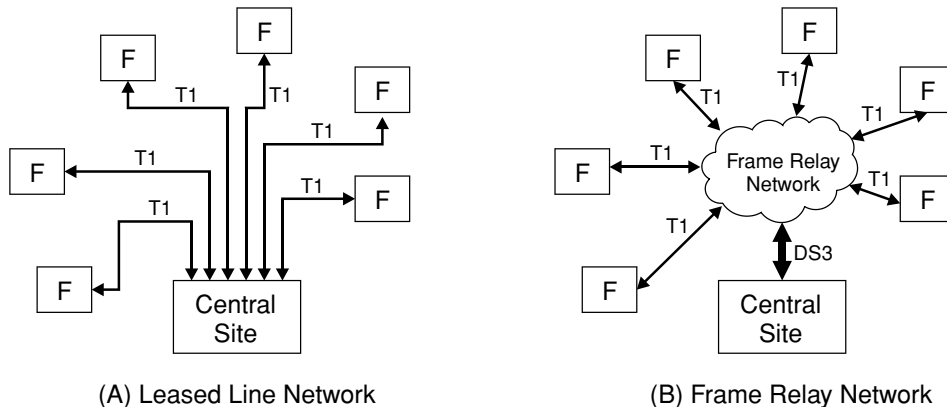 F
F
F
F
F
F
T1
T1
T1
T1
T1
T1
Central
Site
(A) Leased Line Network
F
F
F
F
F
F
T1
T1
T1
T1
T1
T1
Frame Relay
Network
DS3
Central
Site
(B) Frame Relay Network